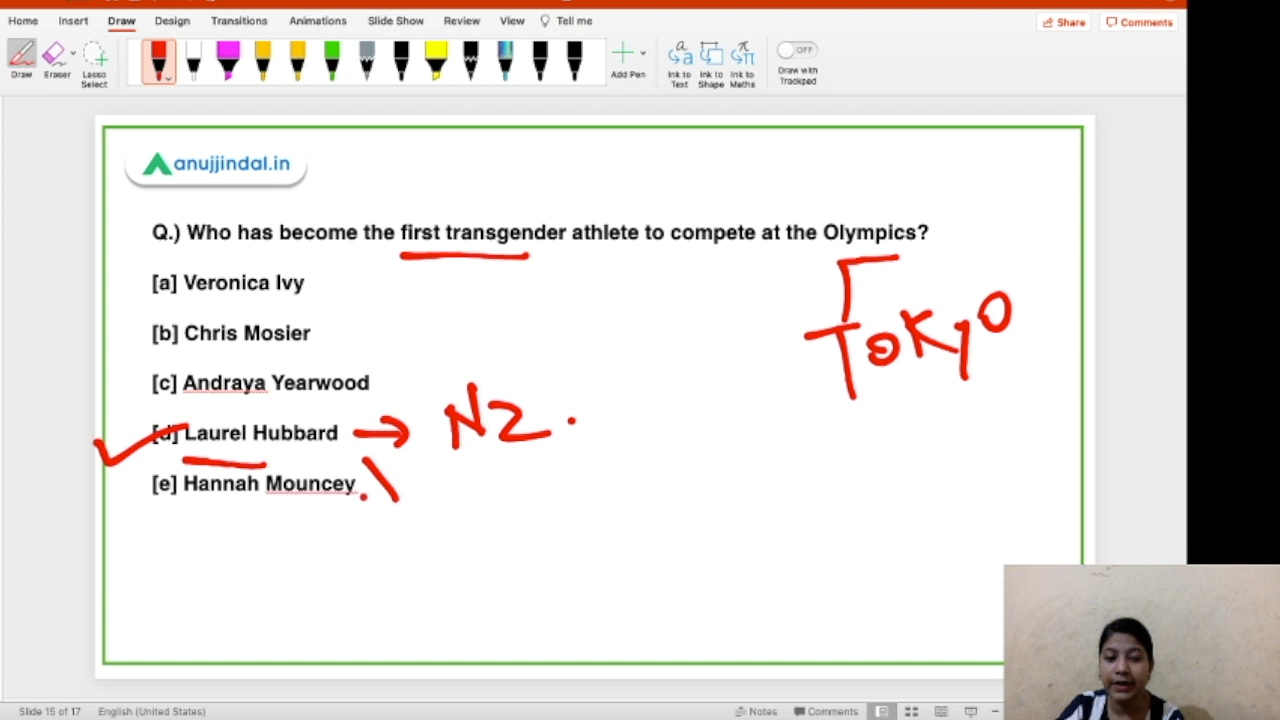 Home Insert Draw Design Transitions Animations Slide Show Review View Tell me Share Comments
Draw Eraser Lasso Select Add Pen Ink to Text Ink to Shape Ink to Maths OFF Draw with Trackpad
anujjindal.in
Q.) Who has become the first transgender athlete to compete at the Olympics?
[a] Veronica Ivy
[b] Chris Mosier
[c] Andraya Yearwood
[d] Laurel Hubbard → NZ.
[e] Hannah Mouncey
Tokyo
Slide 15 of 17 English (United States) Notes Comments